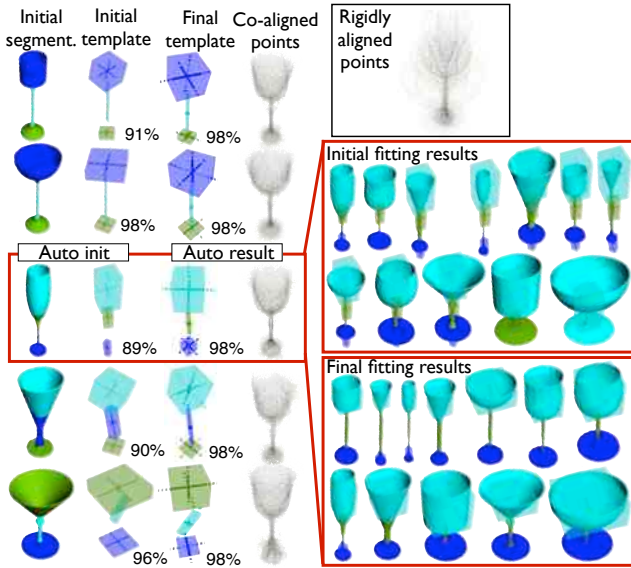 Initial segment.
Initial template
Final template
Co-aligned points
Rigidly aligned points
91%
98%
98%
98%
Auto init
Auto result
89%
98%
90%
98%
96%
98%
Initial fitting results
Final fitting results